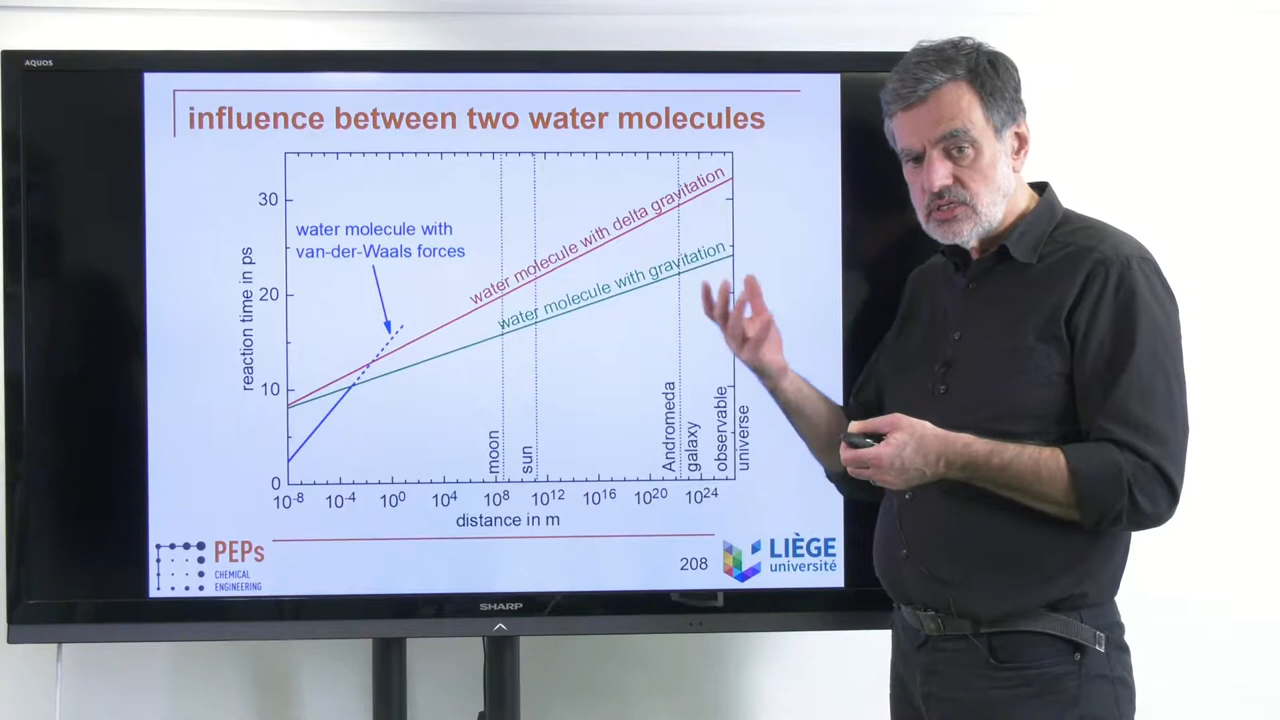 AQUOS
influence between two water molecules
30
20
10
0
reaction time in ps
water molecule with
van-der-Waals forces
water molecule with delta gravitation
water molecule with gravitation
moon
sun
Andromeda
galaxy
observable
universe
10-8 10-4 100 104 108 1012 1016 1020 1024
distance in m
PEPs
CHEMICAL
ENGINEERING
208
LIÈGE
université
SHARP